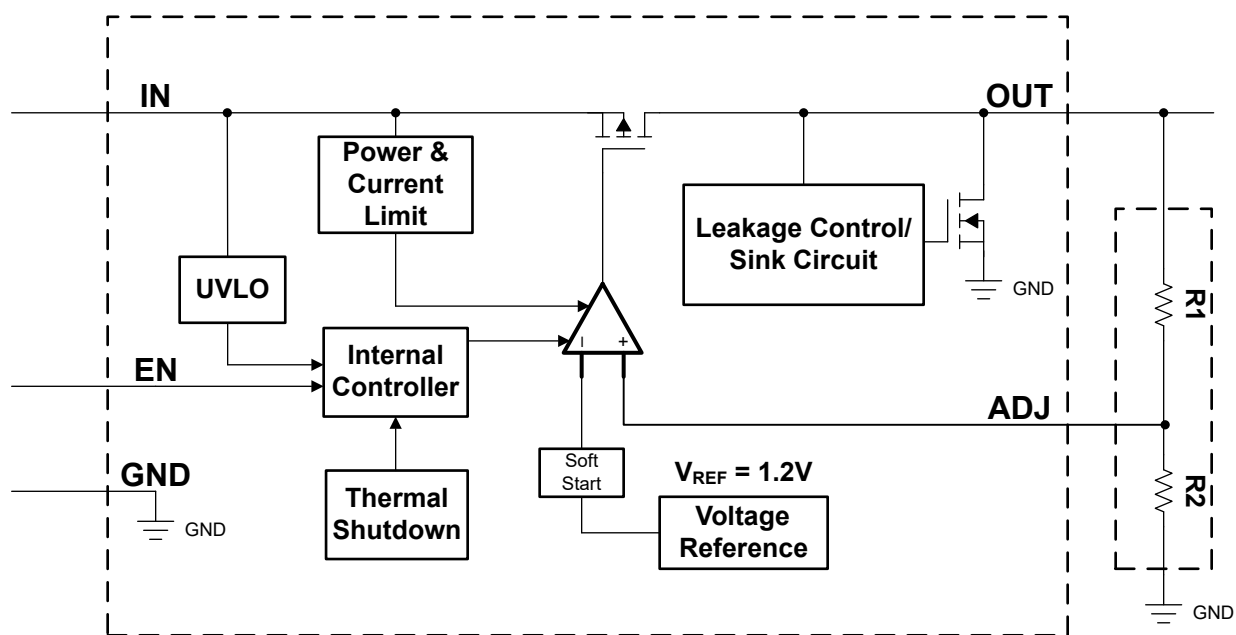 IN
OUT
Power &
Current
Limit
Leakage Control/
Sink Circuit
GND
UVLO
R1
Internal
Controller
EN
I
+
ADJ
GND
GND
Thermal
Shutdown
Soft
Start
VREF = 1.2V
Voltage
Reference
R2
GND